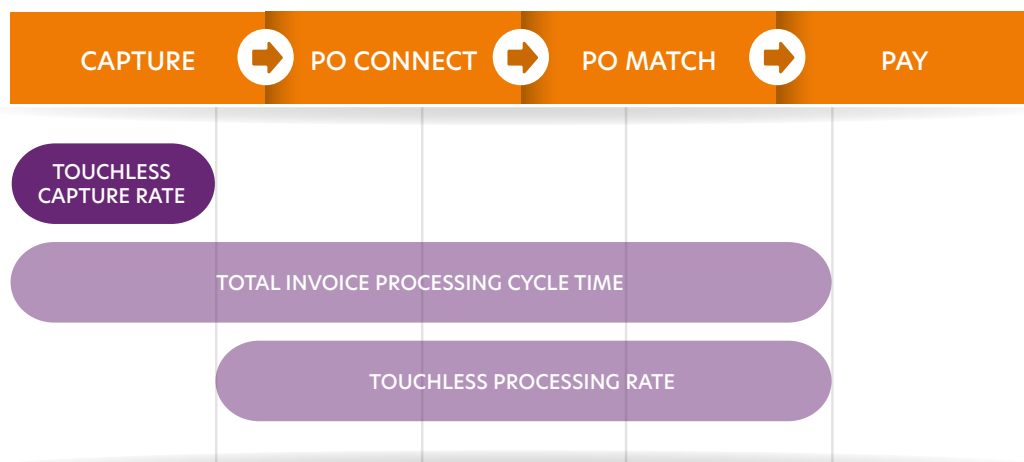 CAPTURE
PO CONNECT
PO MATCH
PAY
TOUCHLESS
CAPTURE RATE
TOTAL INVOICE PROCESSING CYCLE TIME
TOUCHLESS PROCESSING RATE